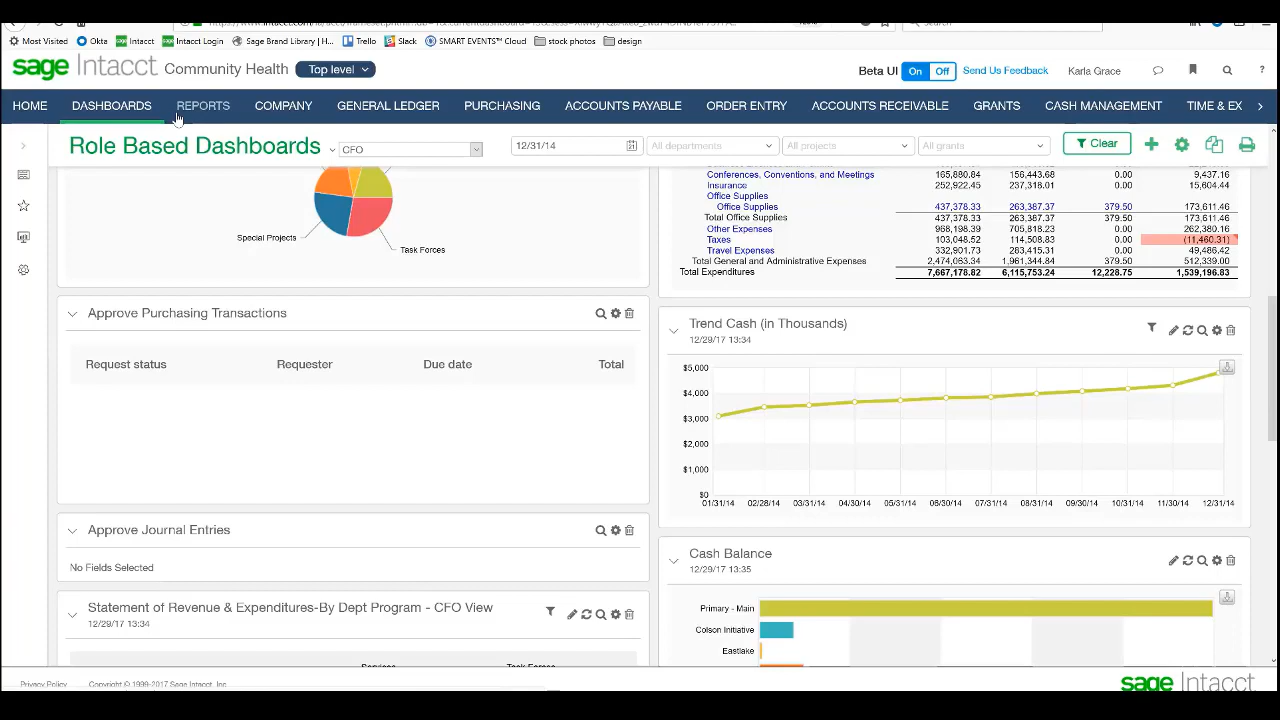 Most Visited Okta Intacct Intacct Login Sage Brand Library | H... Trello Slack SMART EVENTS™ Cloud stock photos design
sage Intacct Community Health Top level Beta UI On Off Send Us Feedback Karla Grace ?
HOME DASHBOARDS REPORTS COMPANY GENERAL LEDGER PURCHASING ACCOUNTS PAYABLE ORDER ENTRY ACCOUNTS RECEIVABLE GRANTS CASH MANAGEMENT TIME & EX
Role Based Dashboards CFO 12/31/14 All departments All projects All grants Clear
Special Projects
Task Forces
Conferences, Conventions, and Meetings 165,880.84 156,443.68 0.00 9,437.16
Insurance 252,922.45 237,318.01 0.00 15,604.44
Office Supplies
Office Supplies 437,378.33 263,387.37 379.50 173,611.46
Total Office Supplies 437,378.33 263,387.37 379.50 173,611.46
Other Expenses 968,198.39 705,818.23 0.00 262,380.16
Taxes 103,048.52 114,508.83 0.00 (11,460.31)
Travel Expenses 332,901.73 283,415.31 0.00 49,486.42
Total General and Administrative Expenses 2,474,063.34 1,961,344.84 379.50 512,339.00
Total Expenditures 7,667,178.82 6,115,753.24 12,228.75 1,539,196.83
Approve Purchasing Transactions
Request status Requester Due date Total
Trend Cash (in Thousands)
12/29/17 13:34
$5,000
$4,000
$3,000
$2,000
$1,000
$0
01/31/14 02/28/14 03/31/14 04/30/14 05/31/14 06/30/14 07/31/14 08/31/14 09/30/14 10/31/14 11/30/14 12/31/14
Approve Journal Entries
No Fields Selected
Cash Balance
12/29/17 13:35
Primary - Main
Colson Initiative
Eastlake
Statement of Revenue & Expenditures-By Dept Program - CFO View
12/29/17 13:34
Services Task Forces
Privacy Policy Copyright © 1999-2017 Sage Intacct, Inc. sage Intacct